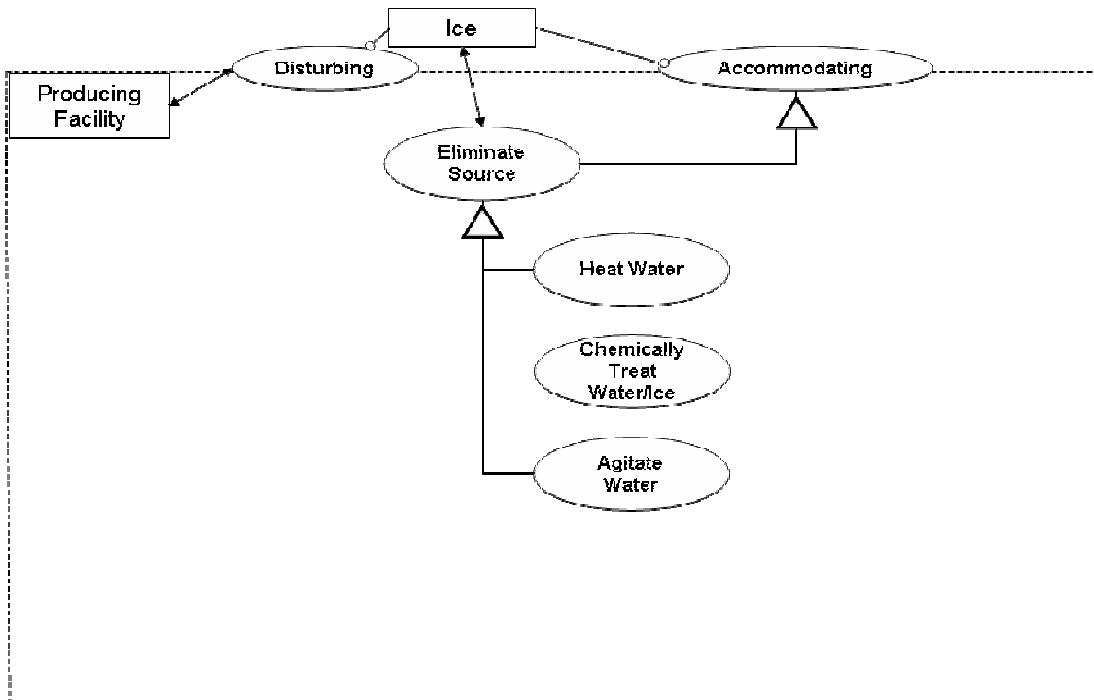 Ice
Disturbing
Accommodating
Producing
Facility
Eliminate
Source
Heat Water
Chemically
Treat
Water/Ice
Agitate
Water